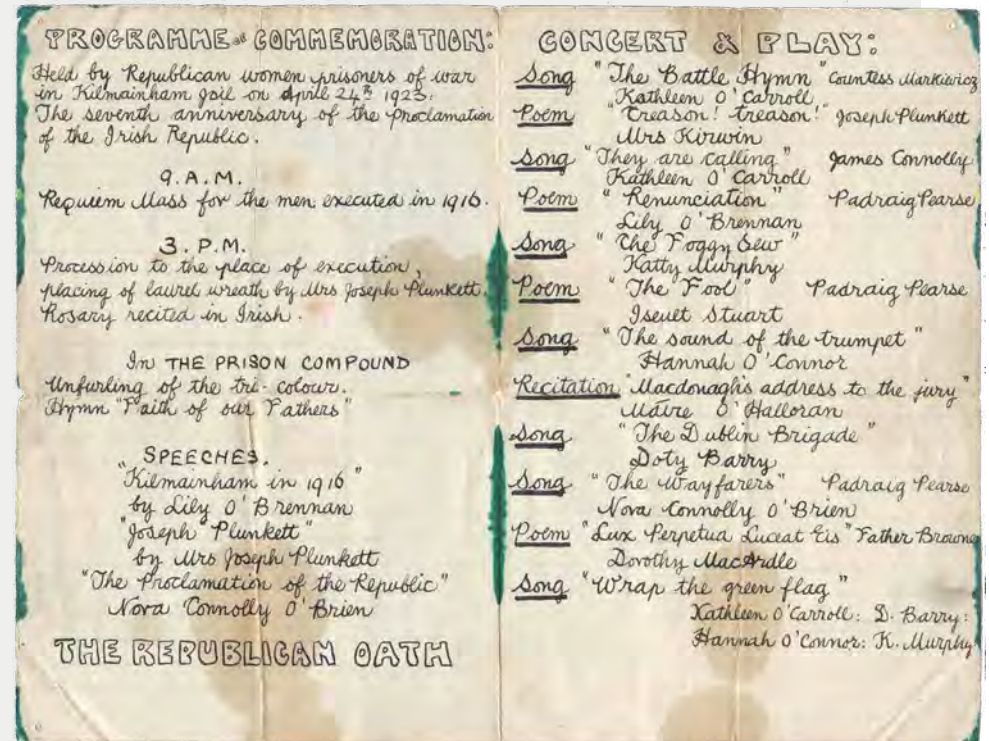 PROGRAMME of COMMEMORATION:
Held by Republican women prisoners of war
in Kilmainham Jail on April 24th 1923.
The seventh anniversary of the Proclamation
of the Irish Republic.
9. A.M.
Requiem Mass for the men executed in 1916.
3. P.M.
Procession to the place of execution,
placing of laurel wreath by Mrs Joseph Plunkett.
Rosary recited in Irish.
In THE PRISON COMPOUND
Unfurling of the tri-colour.
Hymn "Faith of our Fathers"
SPEECHES.
"Kilmainham in 1916"
by Lily O'Brennan
"Joseph Plunkett"
by Mrs Joseph Plunkett
"The Proclamation of the Republic"
Nora Connolly O'Brien
THE REPUBLICAN OATH
CONCERT & PLAY:
Song "The Battle Hymn" Countess Markiewicz
Kathleen O'Carroll
Poem "Treason! treason!" Joseph Plunkett
Mrs Kirwin
Song "They are calling" James Connolly
Kathleen O'Carroll
Poem "Renunciation" Padraig Pearse
Lily O'Brennan
Song "The Foggy Dew"
Katty Murphy
Poem "The Fool" Padraig Pearse
Iseult Stuart
Song "The sound of the trumpet"
Hannah O'Connor
Recitation "Macdonagh's address to the jury"
Máire O'Halloran
Song "The Dublin Brigade"
Doty Barry
Song "The Wayfarers" Padraig Pearse
Nora Connolly O'Brien
Poem "Lux Perpetua Luceat Eis" Father Browne
Dorothy MacArdle
Song "Wrap the green flag"
Kathleen O'Carroll: D. Barry:
Hannah O'Connor: K. Murphy